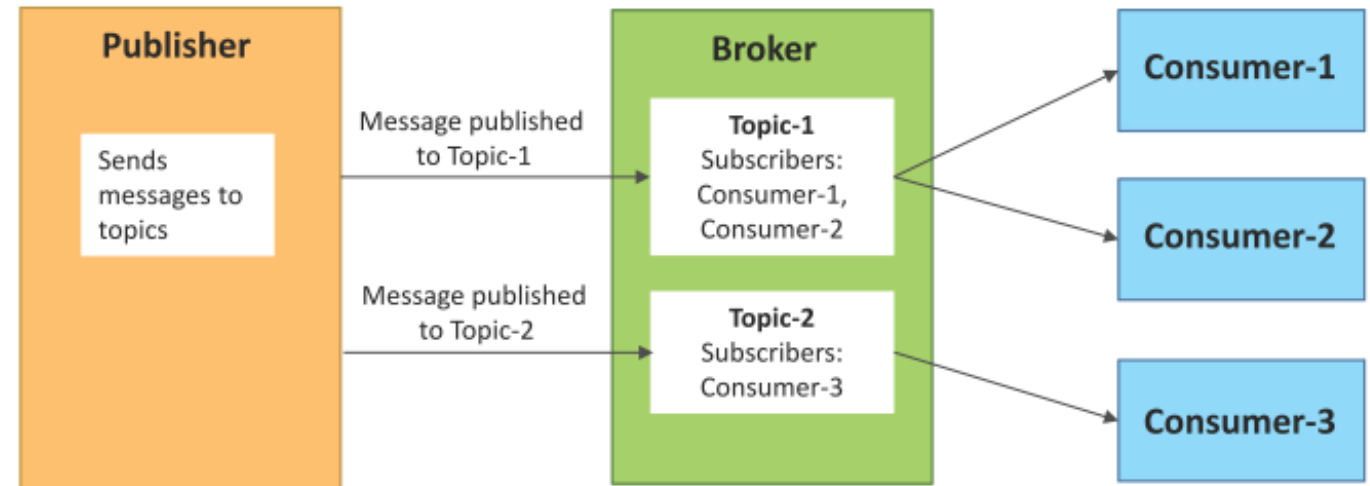 Publisher
Sends
messages to
topics
Message published
to Topic-1
Message published
to Topic-2
Broker
Topic-1
Subscribers:
Consumer-1,
Consumer-2
Topic-2
Subscribers:
Consumer-3
Consumer-1
Consumer-2
Consumer-3